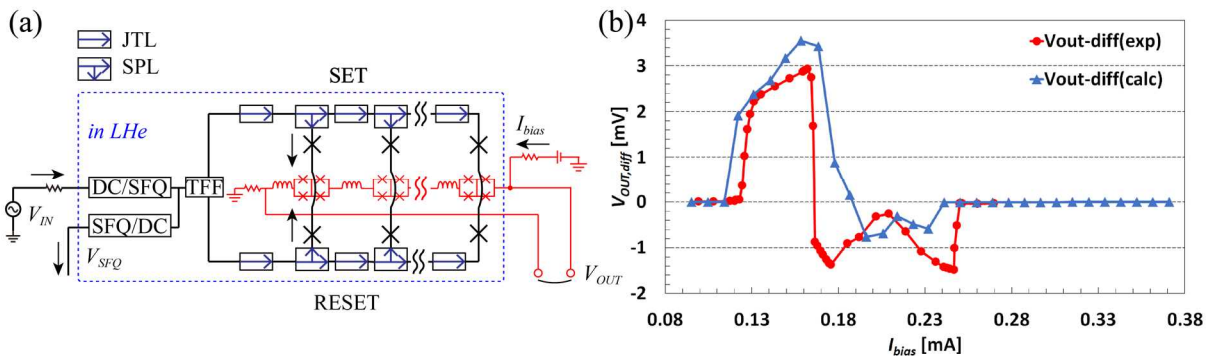 (a)
JTL
SPL
SET
in LHe
I_bias
DC/SFQ
TFF
V_IN
SFQ/DC
V_SFQ
V_OUT
RESET
(b)
Vout-diff(exp)
Vout-diff(calc)
V_OUT,diff [mV]
4
3
2
1
0
-1
-2
0.08 0.13 0.18 0.23 0.28 0.33 0.38
I_bias [mA]